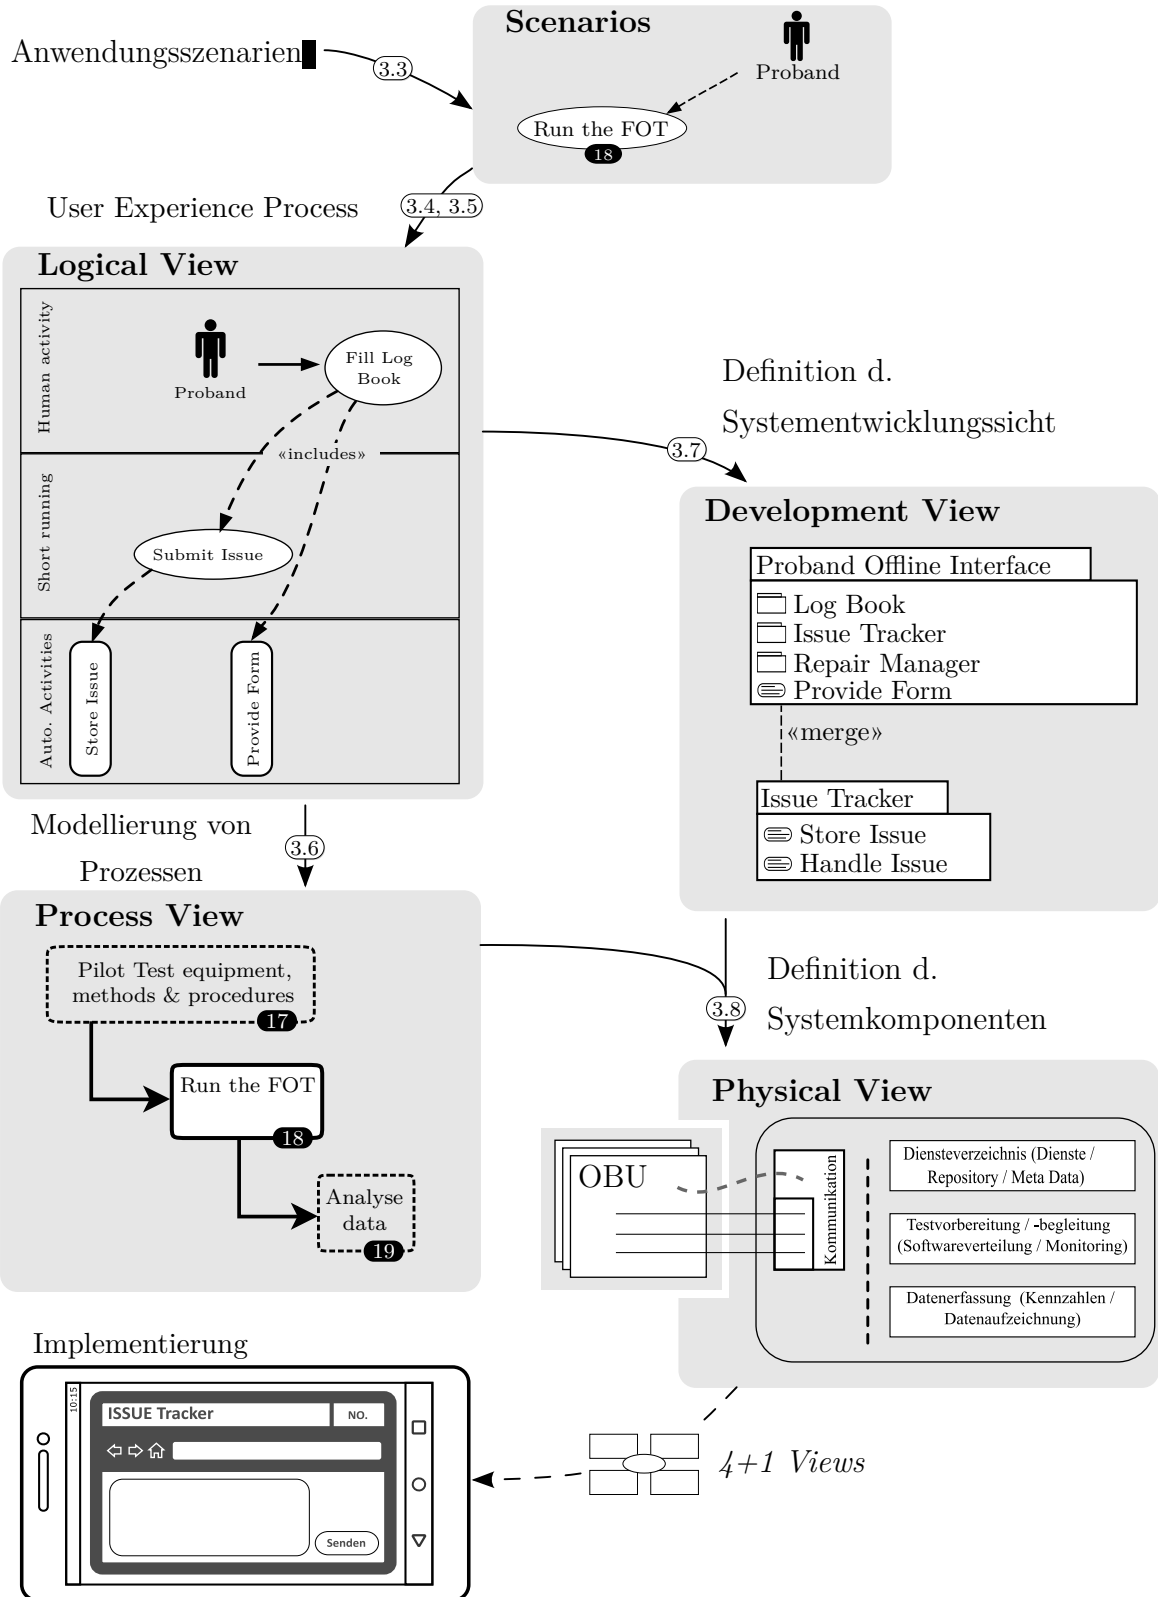 Scenarios
Anwendungsszenarien
3.3
Proband
Run the FOT
18
User Experience Process
3.4, 3.5
Logical View
Human activity
Proband
Fill Log
Book
«includes»
Short running
Submit Issue
Auto. Activities
Store Issue
Provide Form
Definition d.
Systementwicklungssicht
3.7
Development View
Proband Offline Interface
Log Book
Issue Tracker
Repair Manager
Provide Form
«merge»
Issue Tracker
Store Issue
Handle Issue
Modellierung von
Prozessen
3.6
Process View
Pilot Test equipment,
methods & procedures
17
Run the FOT
18
Analyse
data
19
Definition d.
Systemkomponenten
3.8
Physical View
OBU
Kommunikation
Diensteverzeichnis (Dienste /
Repository / Meta Data)
Testvorbereitung / -begleitung
(Softwareverteilung / Monitoring)
Datenerfassung (Kennzahlen /
Datenaufzeichnung)
Implementierung
10:15
ISSUE Tracker
NO.
Senden
4+1 Views